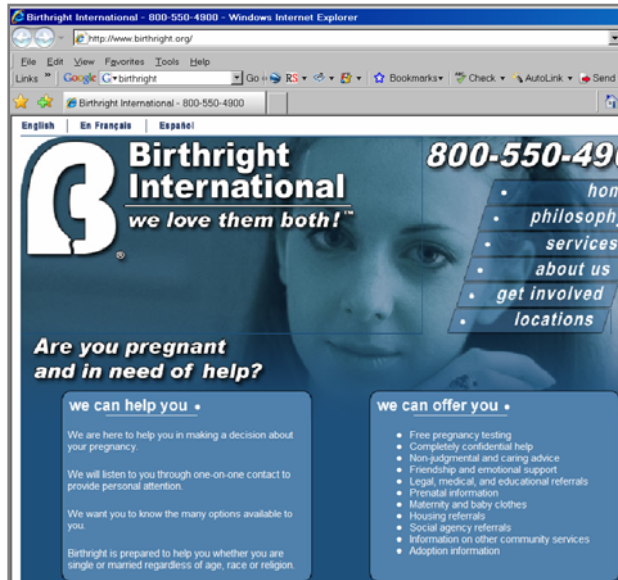 Birthright International - 800-550-4900 - Windows Internet Explorer
http://www.birthright.org/
File Edit View Favorites Tools Help
Links » Google G▾birthright Go RS▾ Bookmarks▾ Check ▾ AutoLink ▾ Send
Birthright International - 800-550-4900
English | En Français | Español
Birthright
International
we love them both!™
®
800-550-490
hom
philosophy
services
about us
get involved
locations
Are you pregnant
and in need of help?
we can help you •
We are here to help you in making a decision about
your pregnancy.
We will listen to you through one-on-one contact to
provide personal attention.
We want you to know the many options available to
you.
Birthright is prepared to help you whether you are
single or married regardless of age, race or religion.
we can offer you •
• Free pregnancy testing
• Completely confidential help
• Non-judgmental and caring advice
• Friendship and emotional support
• Legal, medical, and educational referrals
• Prenatal information
• Maternity and baby clothes
• Housing referrals
• Social agency referrals
• Information on other community services
• Adoption information